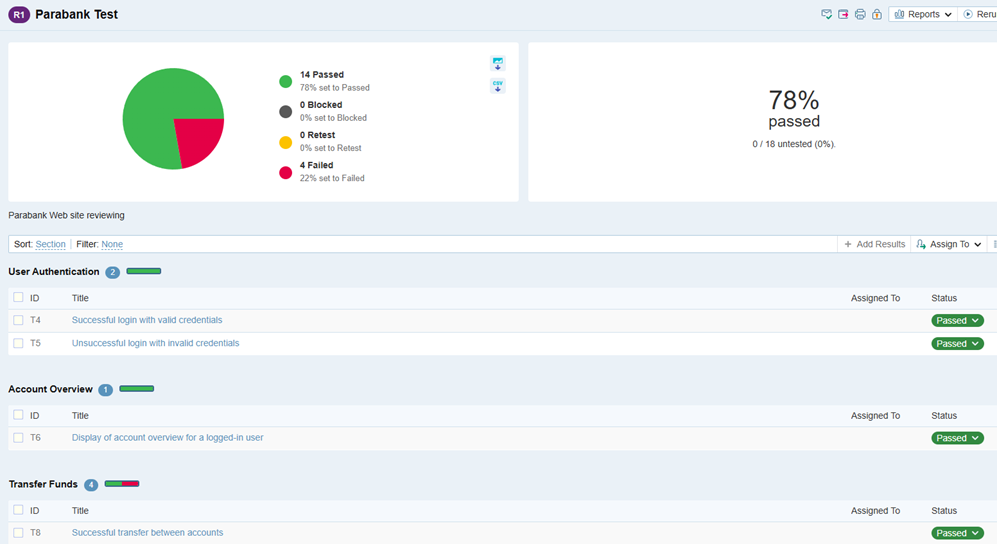 R1 Parabank Test
Reports
Reru
14 Passed
78% set to Passed
0 Blocked
0% set to Blocked
0 Retest
0% set to Retest
4 Failed
22% set to Failed
CSV
78%
passed
0 / 18 untested (0%).
Parabank Web site reviewing
Sort: Section Filter: None
Add Results Assign To
User Authentication 2
ID Title Assigned To Status
T4 Successful login with valid credentials Passed
T5 Unsuccessful login with invalid credentials Passed
Account Overview 1
ID Title Assigned To Status
T6 Display of account overview for a logged-in user Passed
Transfer Funds 4
ID Title Assigned To Status
T8 Successful transfer between accounts Passed